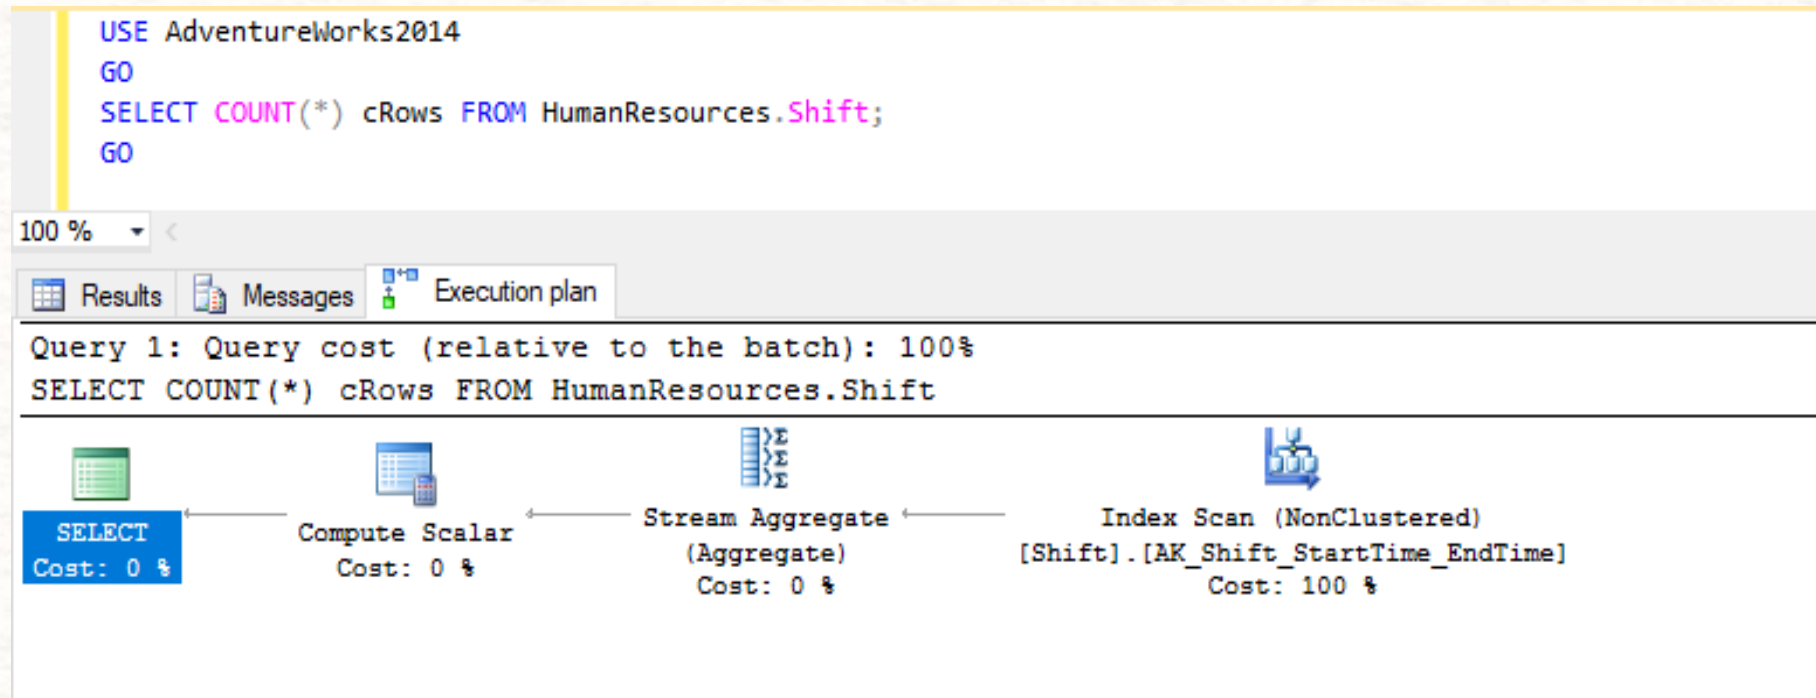 USE AdventureWorks2014
GO
SELECT COUNT(*) cRows FROM HumanResources.Shift;
GO
100 %
Results Messages Execution plan
Query 1: Query cost (relative to the batch): 100%
SELECT COUNT(*) cRows FROM HumanResources.Shift
SELECT
Cost: 0 %
Compute Scalar
Cost: 0 %
Stream Aggregate
(Aggregate)
Cost: 0 %
Index Scan (NonClustered)
[Shift].[AK_Shift_StartTime_EndTime]
Cost: 100 %